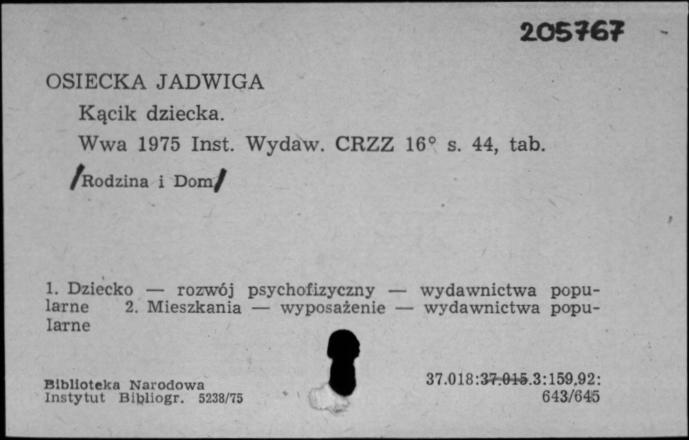 205767
OSIECKA JADWIGA
Kącik dziecka.
Wwa 1975 Inst. Wydaw. CRZZ 16° s. 44, tab.
/Rodzina i Dom/
1. Dziecko — rozwój psychofizyczny — wydawnictwa popu-
larne 2. Mieszkania — wyposażenie — wydawnictwa popu-
larne
Biblioteka Narodowa
Instytut Bibliogr. 5238/75
37.018:37.015.3:159.92:
643/645